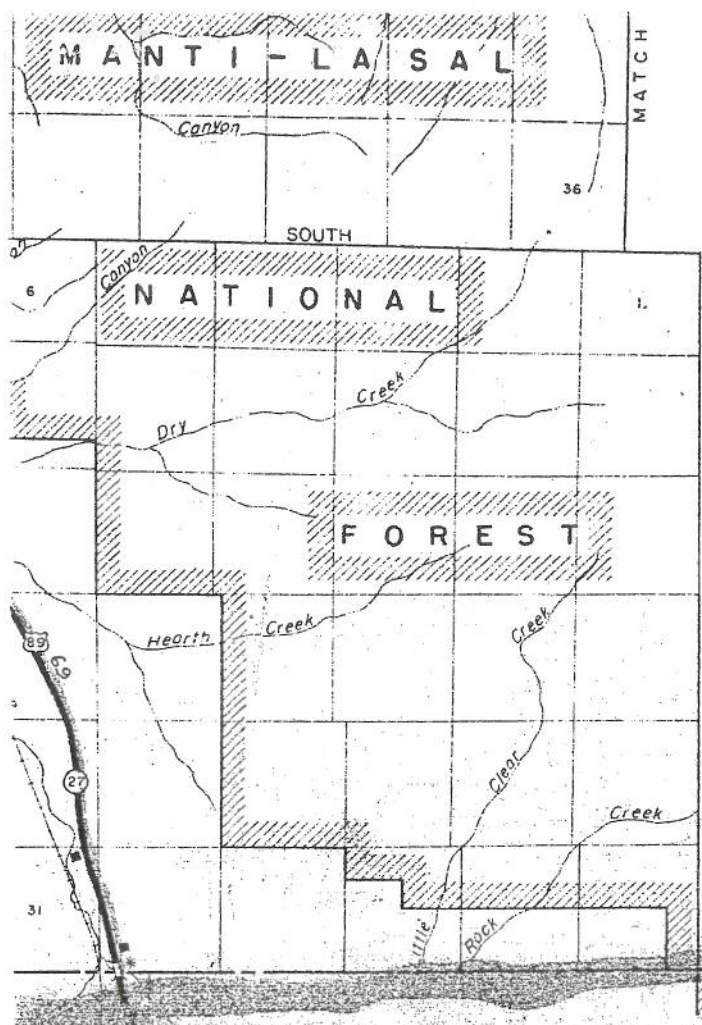 MANTI-LA SAL
MATCH
Canyon
36
SOUTH
Canyon
6
NATIONAL
1
Creek
Dry
FOREST
Creek
Hearth
Creek
89
69
27
Clear
Creek
31
Rock